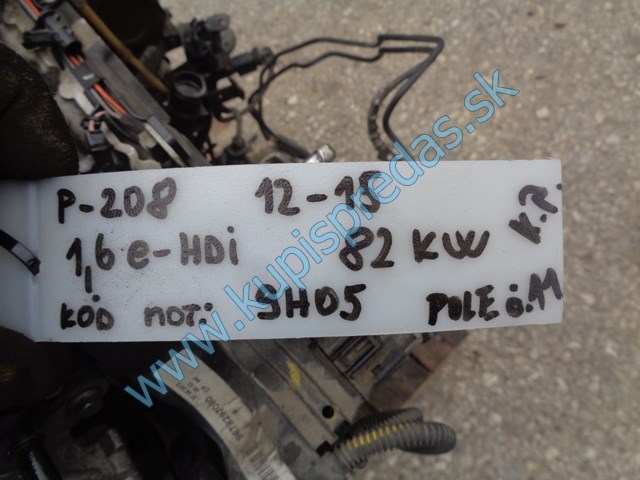 P-208 12-18 K.R.
1,6 e-HDi 82 KW
KÓD MOT: 9H05 POLE č. M
www.kupispredas.sk